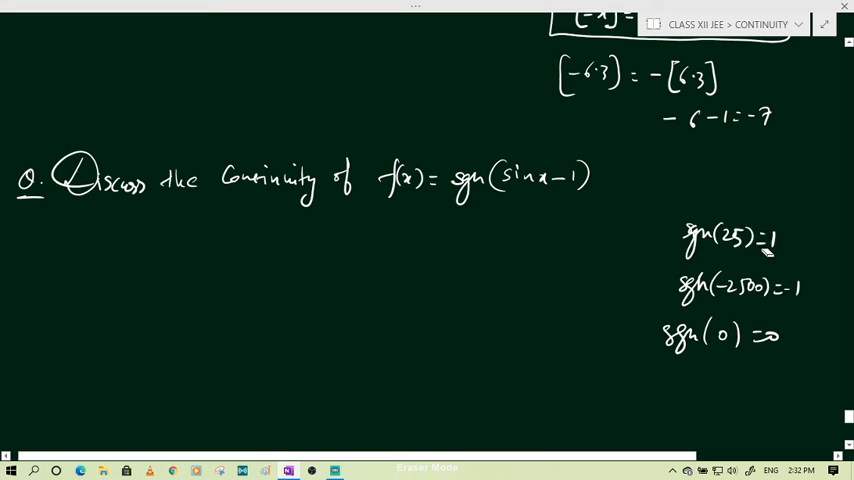 CLASS XII JEE > CONTINUITY
[-6.3] = -[6.3]
- 6 -1 = -7
Q. Discuss the Continuity of f(x) = sgn(sinx-1)
sgn(25) = 1
sgn(-2500) = -1
sgn(0) = 0
Eraser Mode
ENG 2:32 PM